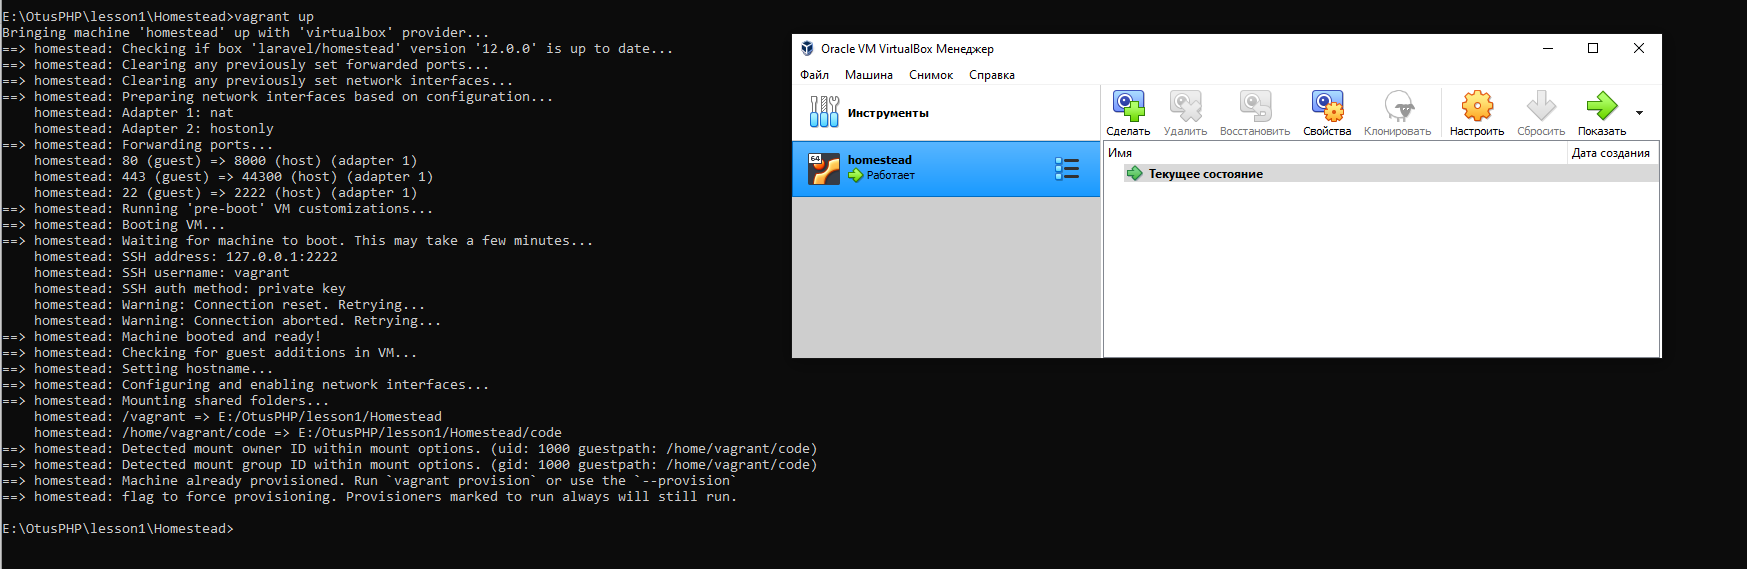 E:\OtusPHP\lesson1\Homestead>vagrant up
Bringing machine 'homestead' up with 'virtualbox' provider...
==> homestead: Checking if box 'laravel/homestead' version '12.0.0' is up to date...
==> homestead: Clearing any previously set forwarded ports...
==> homestead: Clearing any previously set network interfaces...
==> homestead: Preparing network interfaces based on configuration...
    homestead: Adapter 1: nat
    homestead: Adapter 2: hostonly
==> homestead: Forwarding ports...
    homestead: 80 (guest) => 8000 (host) (adapter 1)
    homestead: 443 (guest) => 44300 (host) (adapter 1)
    homestead: 22 (guest) => 2222 (host) (adapter 1)
==> homestead: Running 'pre-boot' VM customizations...
==> homestead: Booting VM...
==> homestead: Waiting for machine to boot. This may take a few minutes...
    homestead: SSH address: 127.0.0.1:2222
    homestead: SSH username: vagrant
    homestead: SSH auth method: private key
    homestead: Warning: Connection reset. Retrying...
    homestead: Warning: Connection aborted. Retrying...
==> homestead: Machine booted and ready!
==> homestead: Checking for guest additions in VM...
==> homestead: Setting hostname...
==> homestead: Configuring and enabling network interfaces...
==> homestead: Mounting shared folders...
    homestead: /vagrant => E:/OtusPHP/lesson1/Homestead
    homestead: /home/vagrant/code => E:/OtusPHP/lesson1/Homestead/code
==> homestead: Detected mount owner ID within mount options. (uid: 1000 guestpath: /home/vagrant/code)
==> homestead: Detected mount group ID within mount options. (gid: 1000 guestpath: /home/vagrant/code)
==> homestead: Machine already provisioned. Run `vagrant provision` or use the `--provision`
==> homestead: flag to force provisioning. Provisioners marked to run always will still run.
E:\OtusPHP\lesson1\Homestead>
Oracle VM VirtualBox Менеджер
Файл Машина Снимок Справка
Инструменты
Сделать Удалить Восстановить Свойства Клонировать Настроить Сбросить Показать
64 homestead
Работает
Имя Дата создания
Текущее состояние